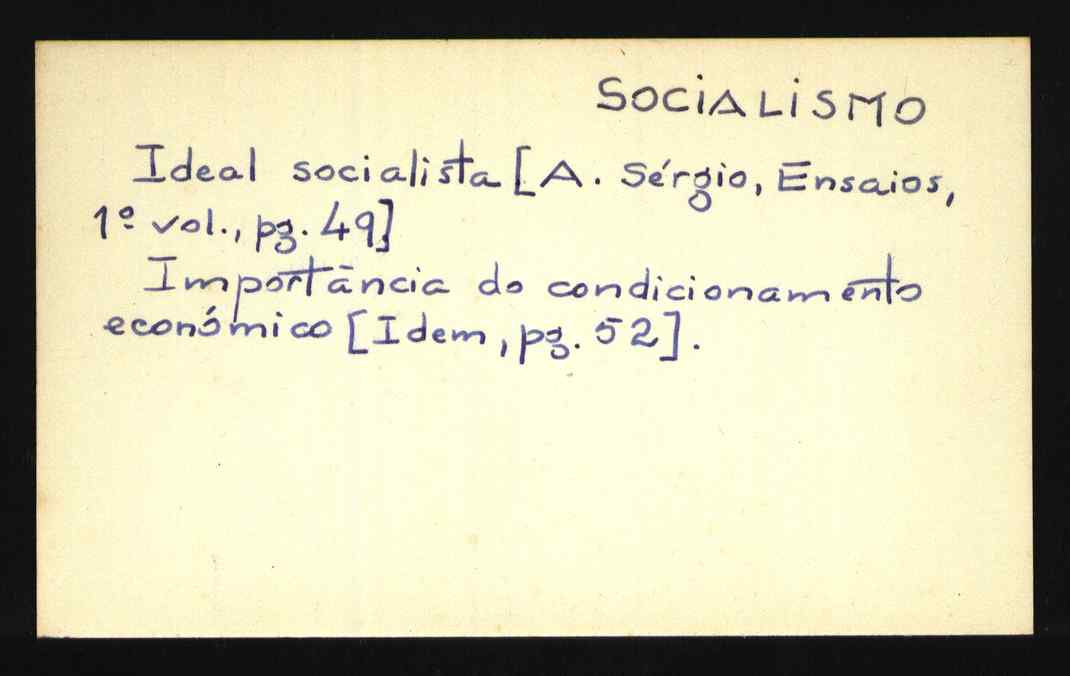 SOCIALISMO
Ideal socialista [A. Sérgio, Ensaios,
1º vol., pg. 49]
Importância do condicionamento
económico [Idem, pg. 52].